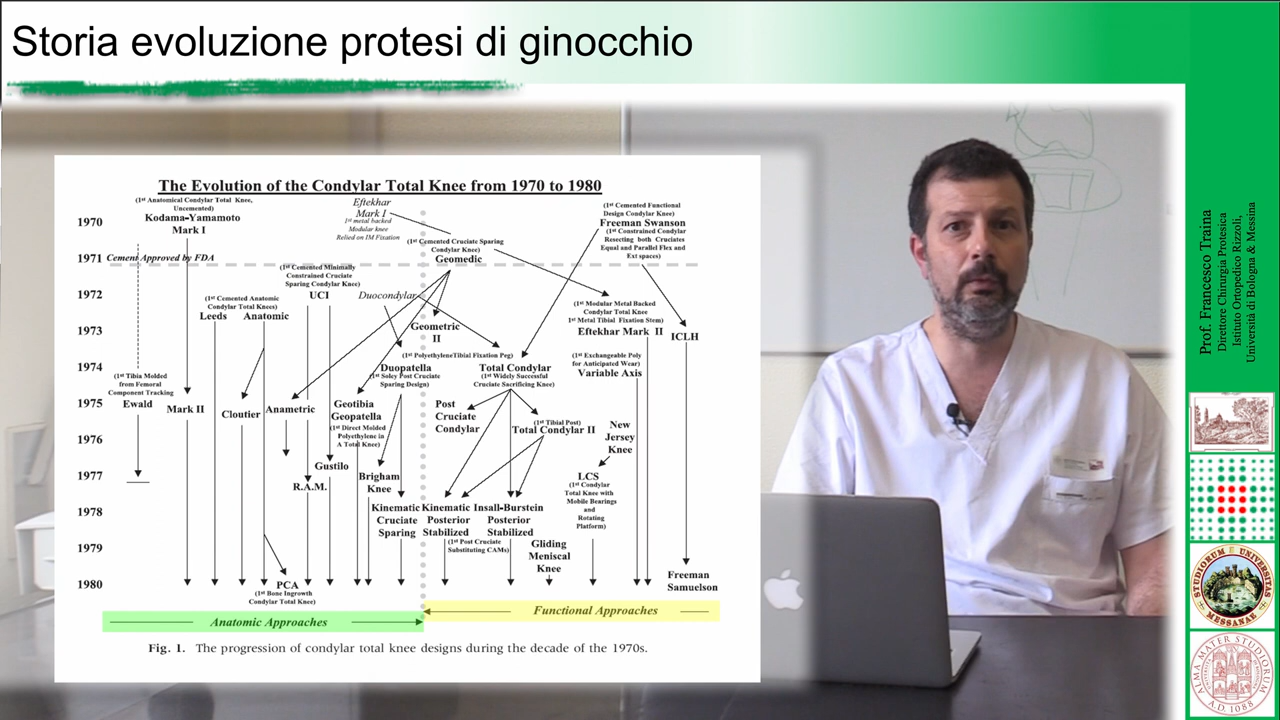 Storia evoluzione protesi di ginocchio
The Evolution of the Condylar Total Knee from 1970 to 1980
1970
1971
1972
1973
1974
1975
1976
1977
1978
1979
1980
(1st Anatomical Condylar Total Knee,
Uncemented)
Kodama-Yamamoto
Mark I
Eftekhar
Mark I
1st metal backed
Modular knee
Relied on IM Fixation
(1st Cemented Functional
Design Condylar Knee)
Freeman Swanson
(1st Constrained Condylar
Resecting both Cruciates
Equal and Parallel Flex and
Ext spaces)
(1st Cemented Cruciate Sparing
Condylar Knee)
Geomedic
Cement Approved by FDA
(1st Cemented Minimally
Constrained Cruciate
Sparing Condylar Knee)
UCI
Duocondylar
(1st Cemented Anatomic
Condylar Total Knees)
Leeds
Anatomic
(1st Modular Metal Backed
Condylar Total Knee
1st Metal Tibial Fixation Stem)
Eftekhar Mark II
ICLH
Geometric
II
(1st PolyethyleneTibial Fixation Peg)
Duopatella
(1st Soley Post Cruciate
Sparing Design)
Total Condylar
(1st Widely Successful
Cruciate Sacrificing Knee)
(1st Exchangeable Poly
for Anticipated Wear)
Variable Axis
(1st Tibia Molded
from Femoral
Component Tracking)
Ewald
Mark II
Cloutier
Anametric
Geotibia
Geopatella
(1st Direct Molded
Polyethylene in
A Total Knee)
Post
Cruciate
Condylar
(1st Tibial Post)
Total Condylar II
New
Jersey
Knee
Gustilo
R.A.M.
Brigham
Knee
LCS
(1st Condylar
Total Knee with
Mobile Bearings
and
Rotating
Platform)
Kinematic
Cruciate
Sparing
Kinematic
Posterior
Stabilized
Insall-Burstein
Posterior
Stabilized
(1st Post Cruciate
Substituting CAMs)
Gliding
Meniscal
Knee
Freeman
Samuelson
PCA
(1st Bone Ingrowth
Condylar Total Knee)
Anatomic Approaches
Functional Approaches
Fig. 1. The progression of condylar total knee designs during the decade of the 1970s.
Prof. Francesco Traina
Direttore Chirurgia Protesica
Istituto Ortopedico Rizzoli,
Università di Bologna & Messina
STUDIORUM UNIVERSITAS
MESSANAE
ALMA MATER STUDIORUM
A.D. 1088